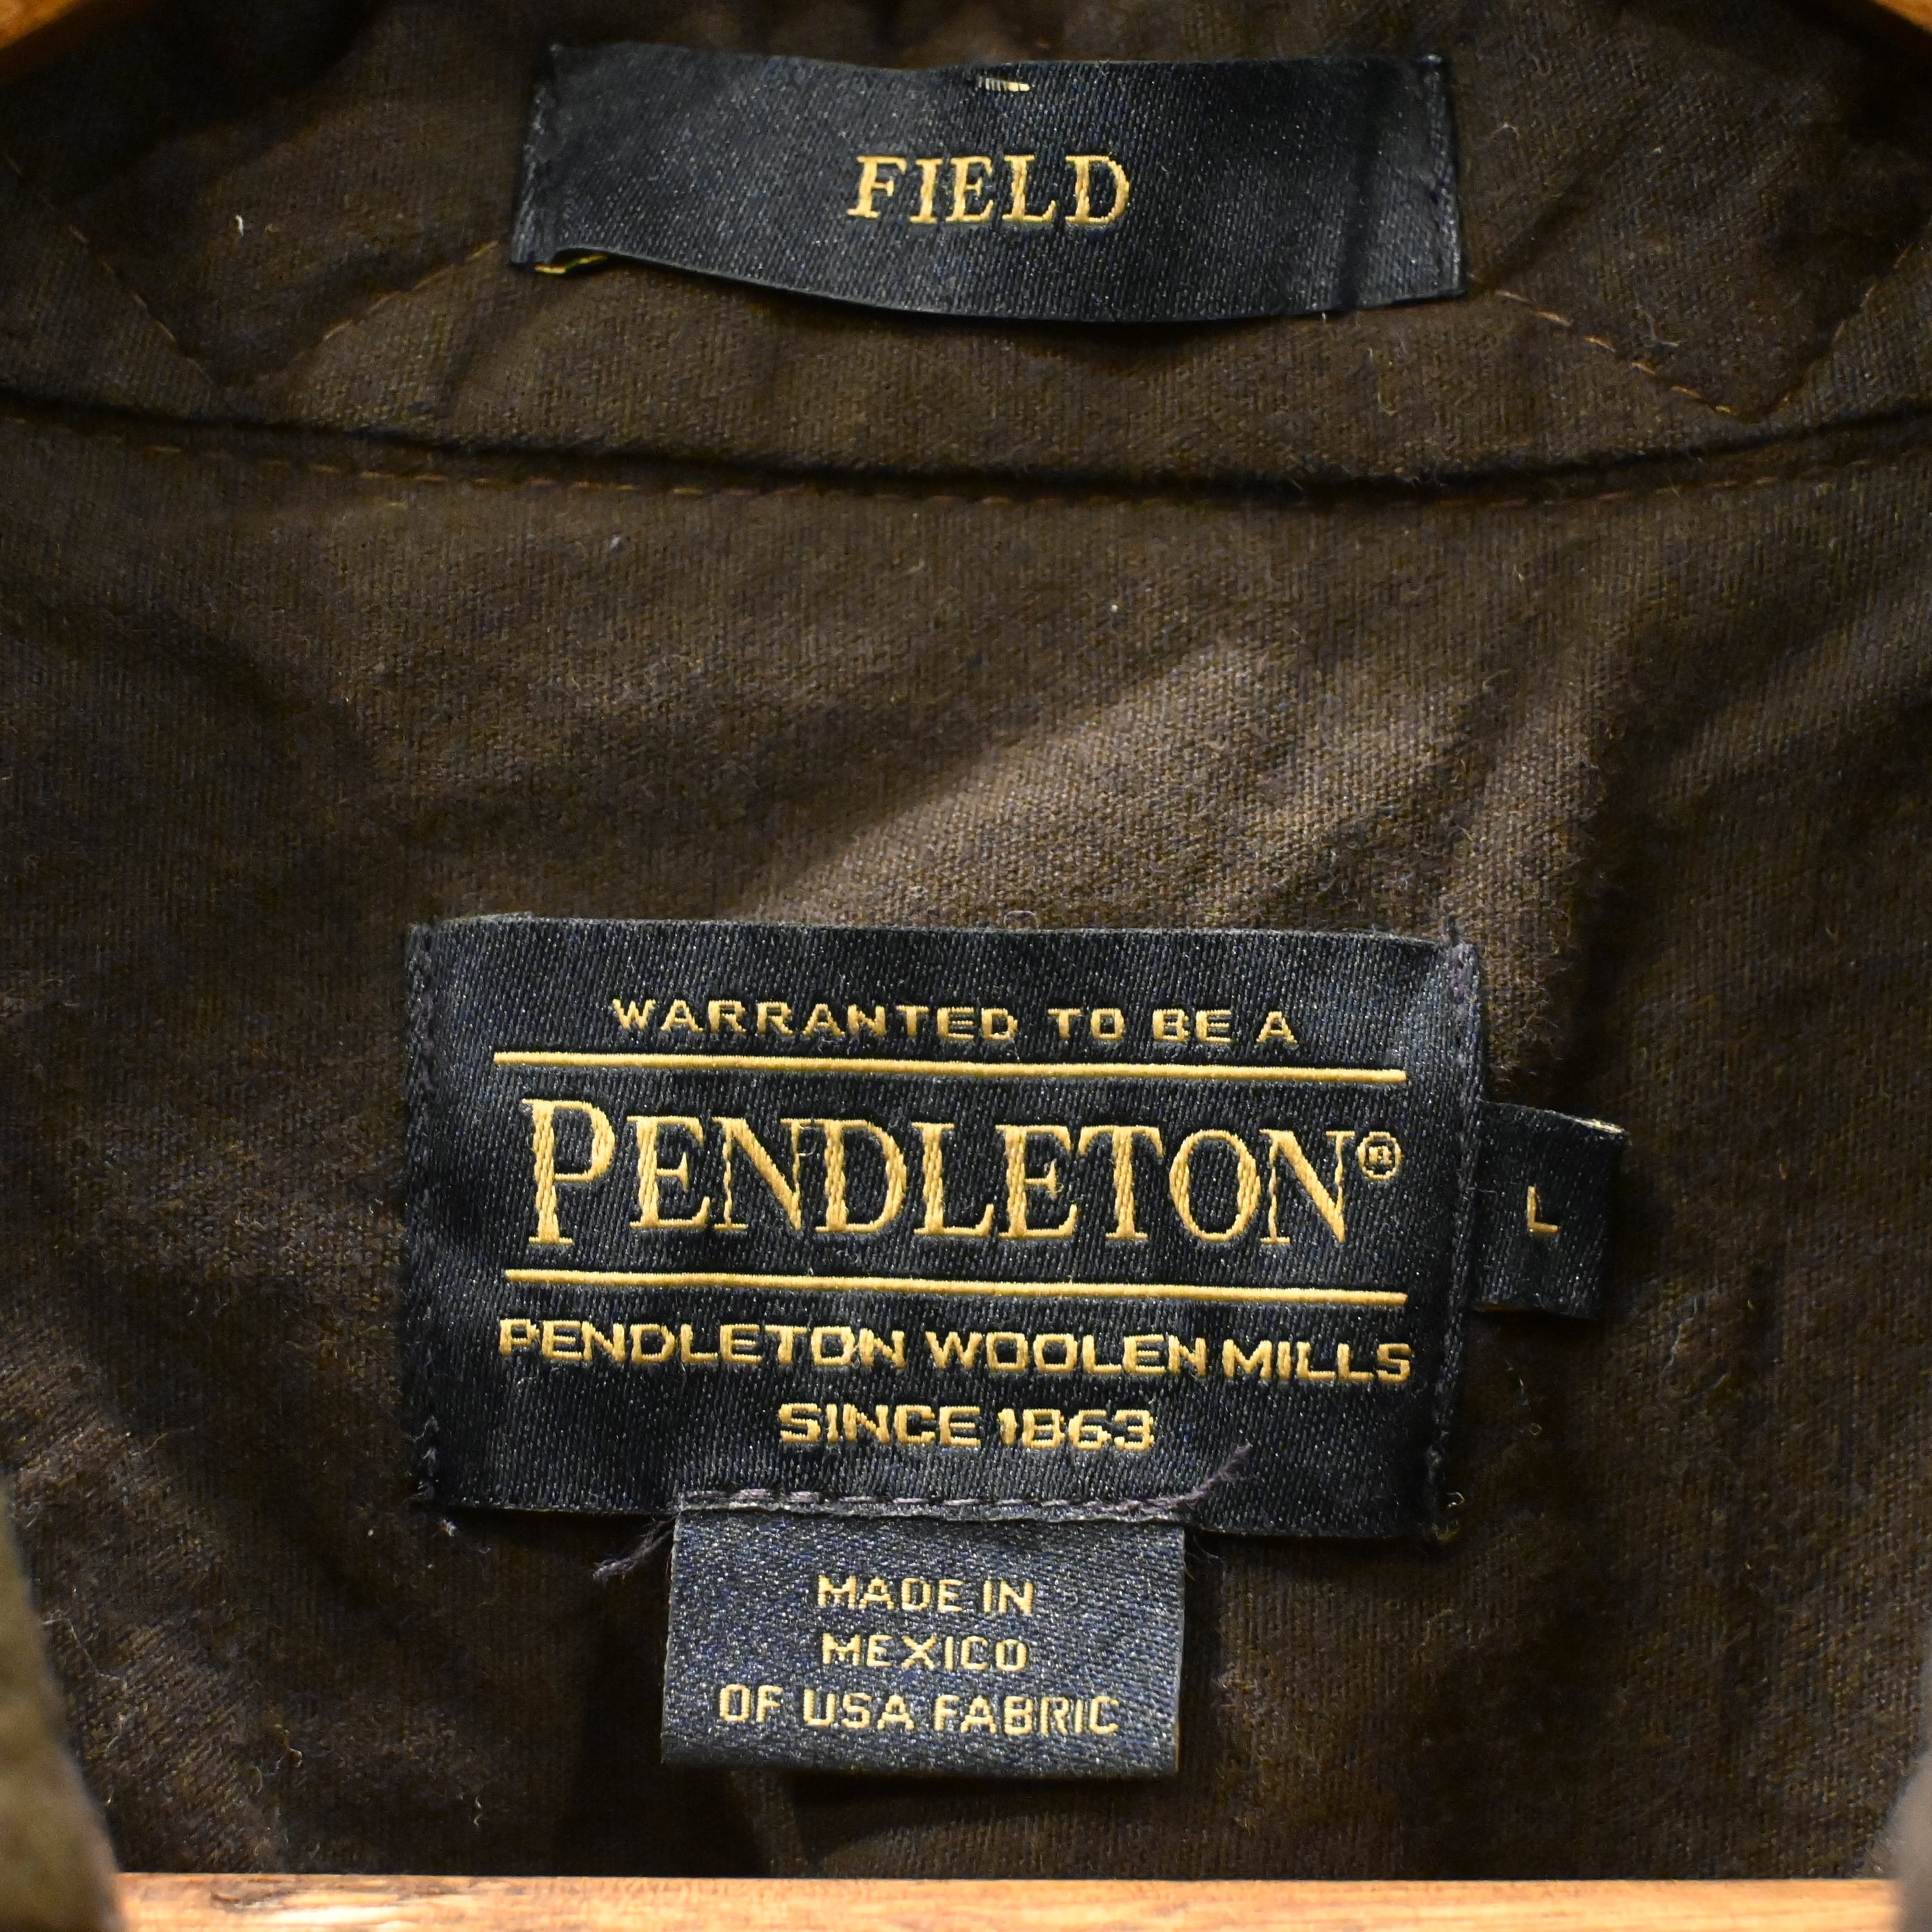 FIELD
WARRANTED TO BE A
PENDLETON®
L
PENDLETON WOOLEN MILLS
SINCE 1863
MADE IN
MEXICO
OF USA FABRIC